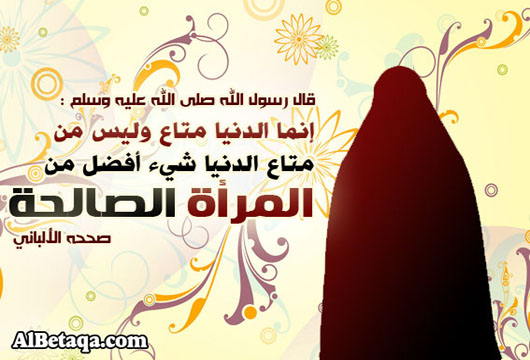 قال رسول الله صلى الله عليه وسلم :
إنما الدنيا متاع وليس من
متاع الدنيا شيء أفضل من
المرأة الصالحة
صححه الألباني
AlBetaqa.com